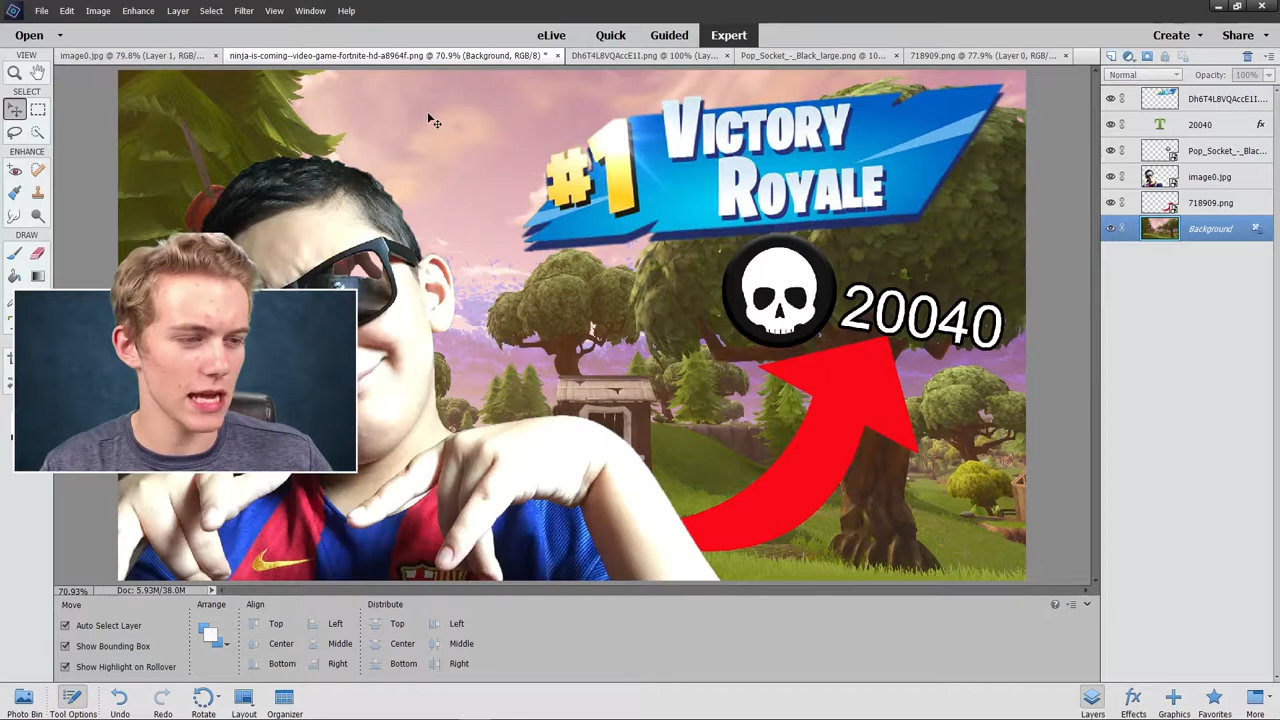 File Edit Image Enhance Layer Select Filter View Window Help
Open eLive Quick Guided Expert Create Share
image0.jpg @ 79.8% (Layer 1, RGB/... ninja-is-coming--video-game-fortnite-hd-a8964f.png @ 70.9% (Background, RGB/8) * Dh6T4L8VQAccE1I.png @ 100% (Lay... Pop_Socket_-_Black_large.png @ 10... 718909.png @ 77.9% (Layer 0, RGB/...
VIEW
SELECT
ENHANCE
DRAW
#1 VICTORY
ROYALE
20040
Normal Opacity: 100%
Dh6T4L8VQAccE1I...
20040 fx
Pop_Socket_-_Blac...
image0.jpg
718909.png
Background
70.93% Doc: 5.93M/38.0M
Move Arrange Align Distribute
Auto Select Layer Top Left Top Left
Show Bounding Box Center Middle Center Middle
Show Highlight on Rollover Bottom Right Bottom Right
Photo Bin Tool Options Undo Redo Rotate Layout Organizer Layers Effects Graphics Favorites More